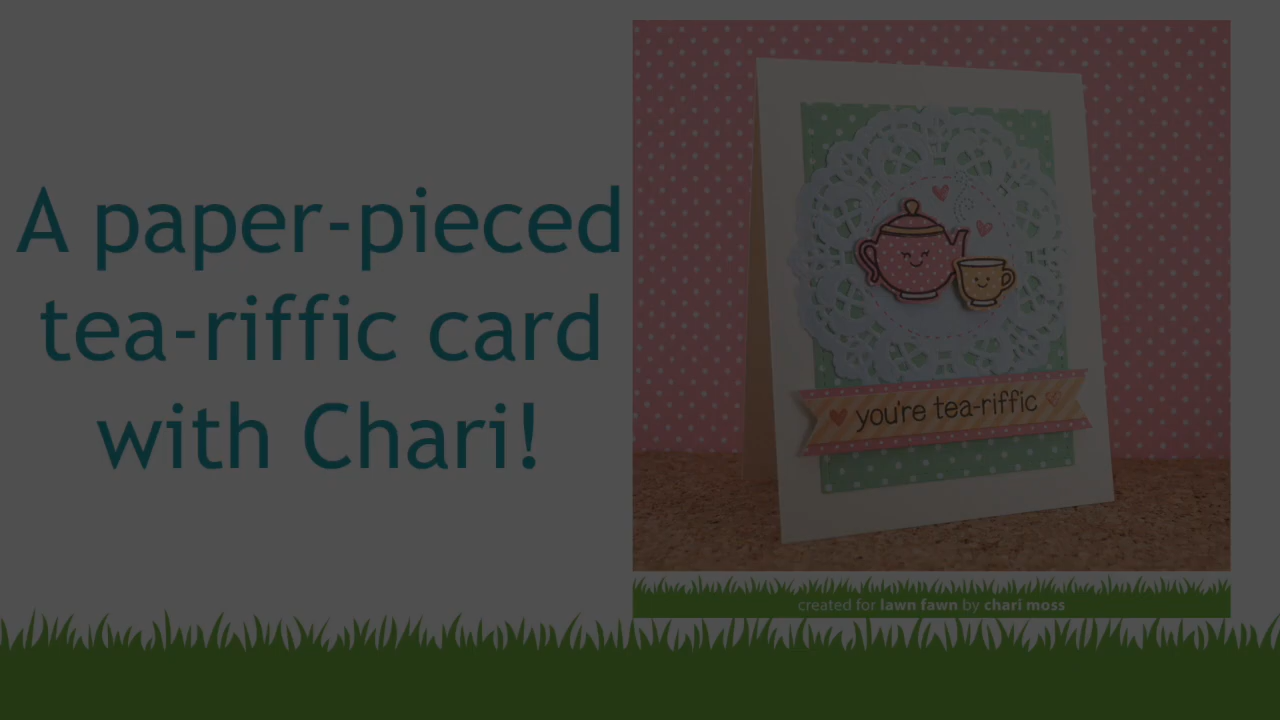 A paper-pieced
tea-riffic card
with Chari!
you're tea-riffic
created for lawn fawn by chari moss